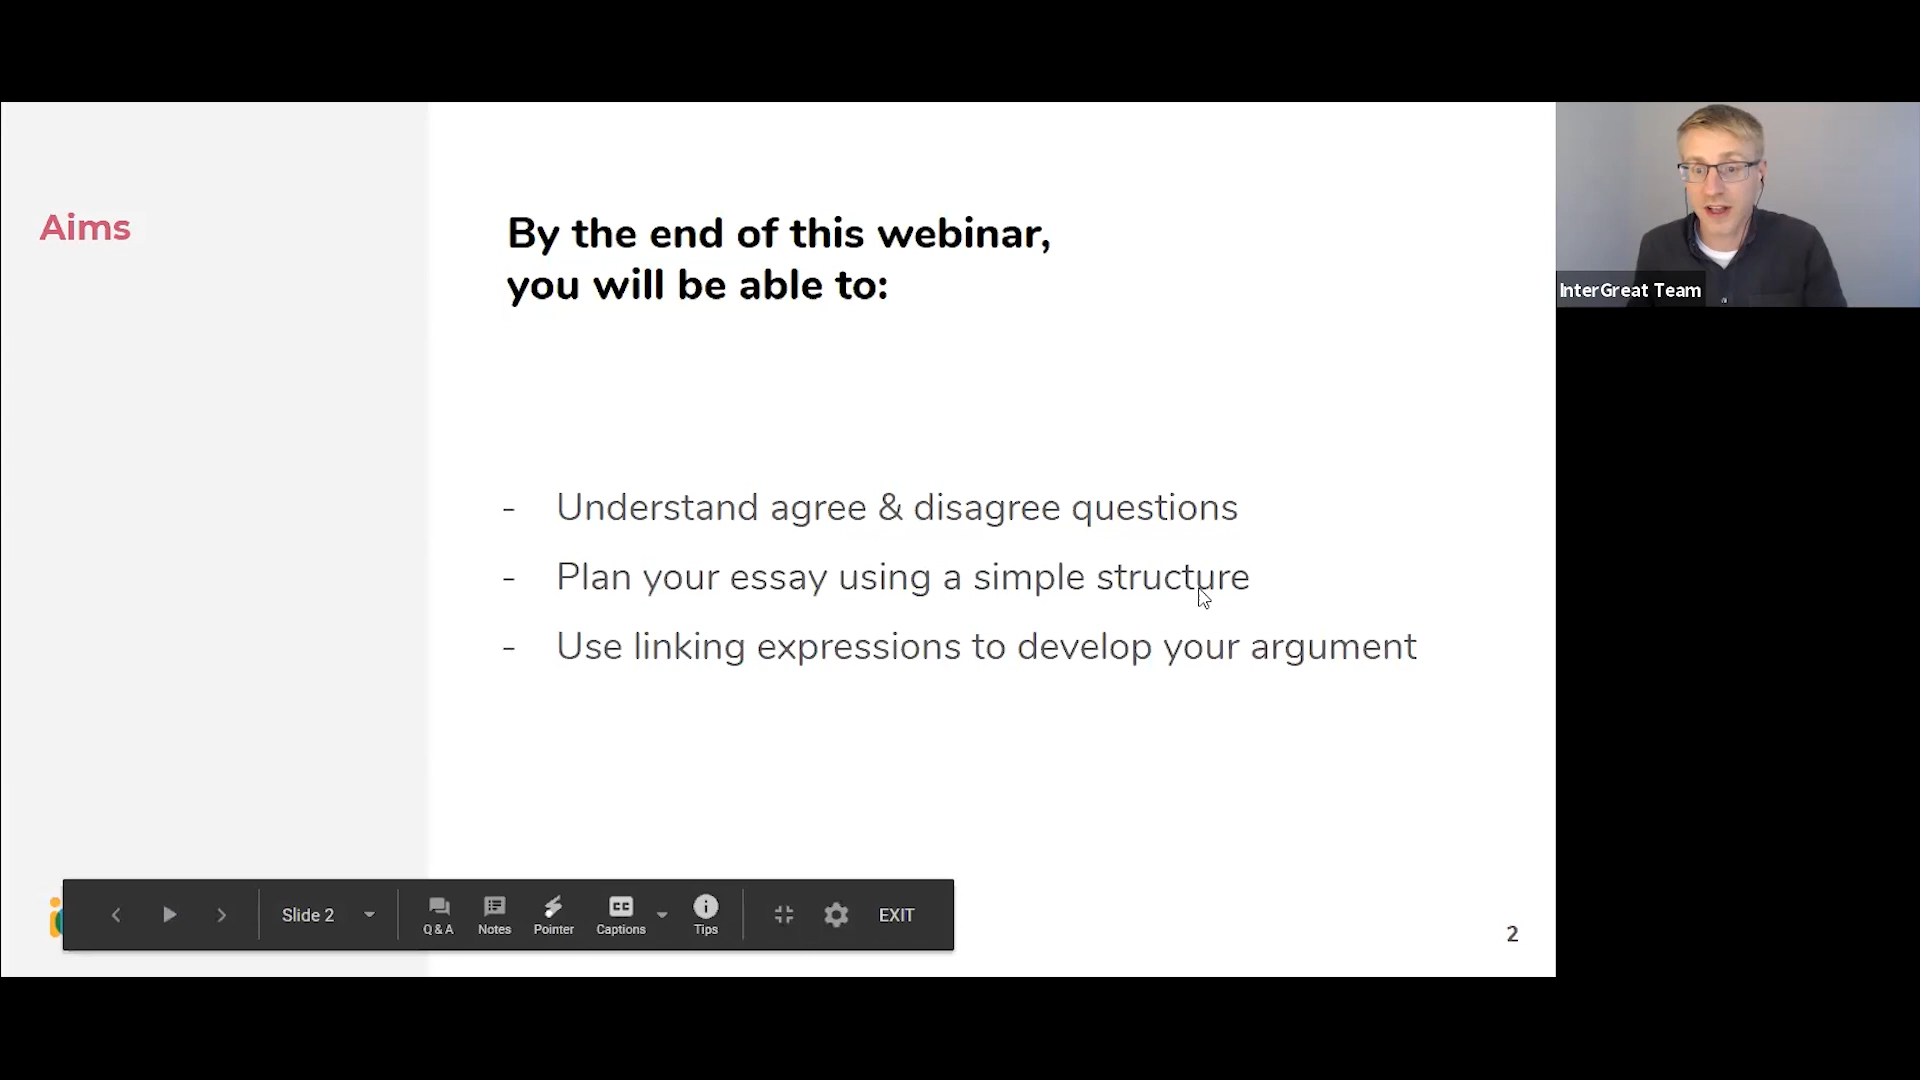 Aims
By the end of this webinar,
you will be able to:
- Understand agree & disagree questions
- Plan your essay using a simple structure
- Use linking expressions to develop your argument
InterGreat Team
Slide 2
Q & A
Notes
Pointer
Captions
Tips
EXIT
2